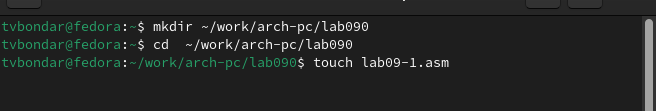 tvbondar@fedora:~$ mkdir ~/work/arch-pc/lab090
tvbondar@fedora:~$ cd  ~/work/arch-pc/lab090
tvbondar@fedora:~/work/arch-pc/lab090$ touch lab09-1.asm